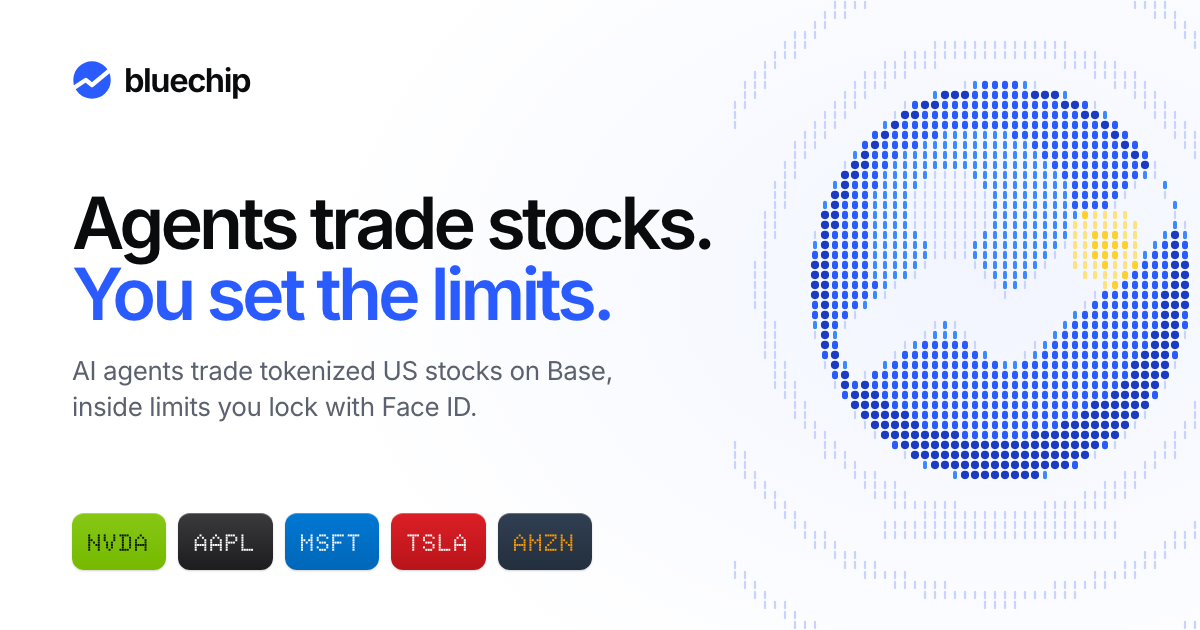 bluechip
Agents trade stocks.
You set the limits.
AI agents trade tokenized US stocks on Base,
inside limits you lock with Face ID.
NVDA AAPL MSFT TSLA AMZN